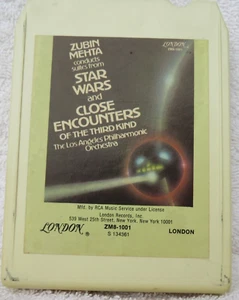 ZUBIN
MEHTA
conducts
suites from
STAR
WARS
and
CLOSE
ENCOUNTERS
OF THE THIRD KIND
The Los Angeles Philharmonic
Orchestra
LONDON
Mfd. by RCA Music Service under License
London Records, Inc.
539 West 25th Street, New York, New York 10001
LONDON ® ZM8-1001 LONDON
S 134361